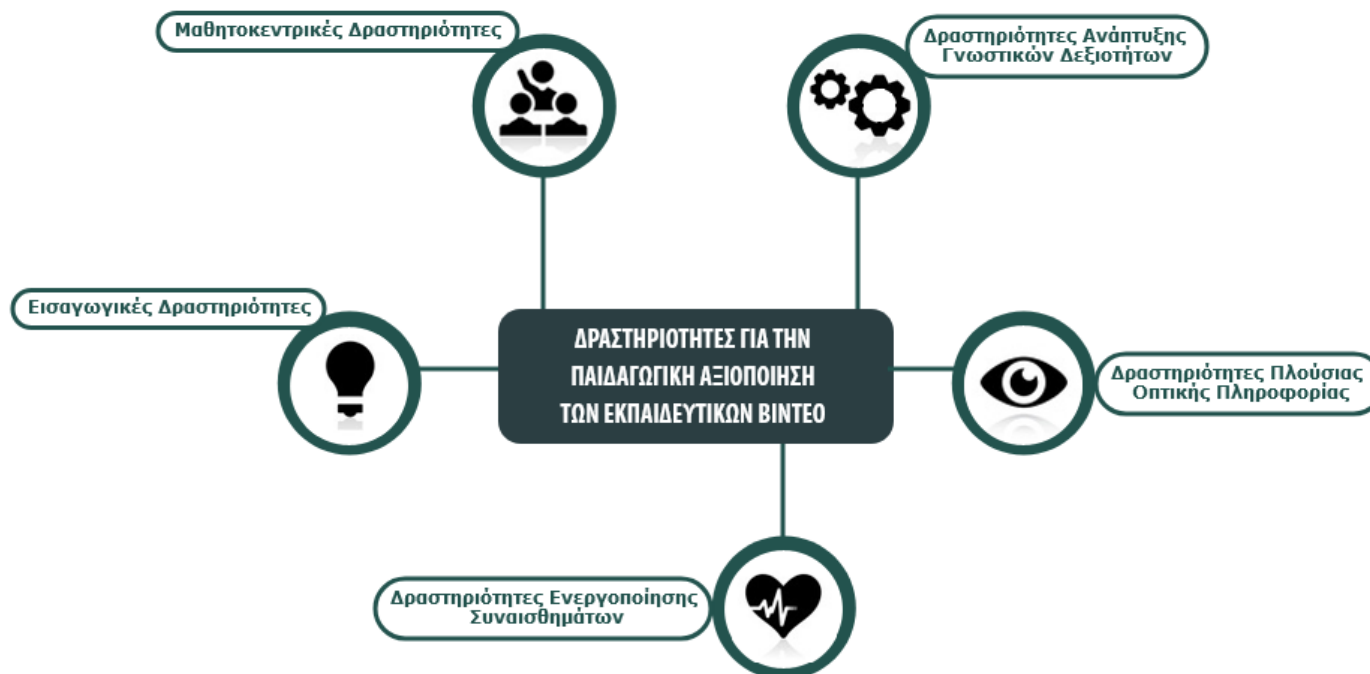 Μαθητοκεντρικές Δραστηριότητες
Δραστηριότητες Ανάπτυξης
Γνωστικών Δεξιοτήτων
Εισαγωγικές Δραστηριότητες
ΔΡΑΣΤΗΡΙΟΤΗΤΕΣ ΓΙΑ ΤΗΝ
ΠΑΙΔΑΓΩΓΙΚΗ ΑΞΙΟΠΟΙΗΣΗ
ΤΩΝ ΕΚΠΑΙΔΕΥΤΙΚΩΝ ΒΙΝΤΕΟ
Δραστηριότητες Πλούσιας
Οπτικής Πληροφορίας
Δραστηριότητες Ενεργοποίησης
Συναισθημάτων